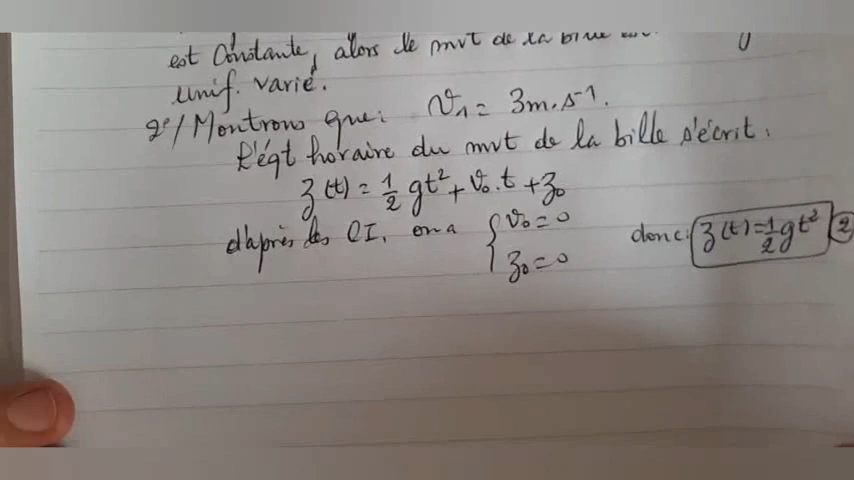 est constante, alors le mvt de la bille est
unif. varié.
2°/ Montrons que: v₁ = 3m.s⁻¹.
l'éqt horaire du mvt de la bille s'écrit:
z(t) = 1/2 gt² + v₀.t + z₀
d'après les CI, on a { v₀ = 0 donc: z(t) = 1/2 gt² 2
z₀ = 0